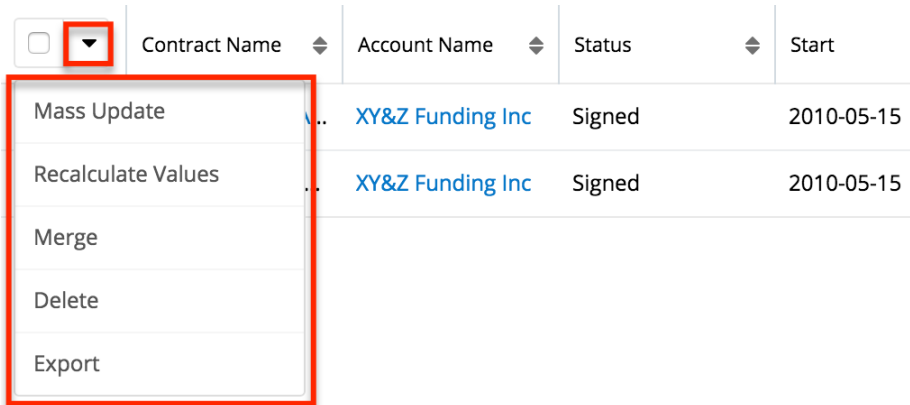 Contract Name Account Name Status Start
Mass Update XY&Z Funding Inc Signed 2010-05-15
Recalculate Values XY&Z Funding Inc Signed 2010-05-15
Merge
Delete
Export